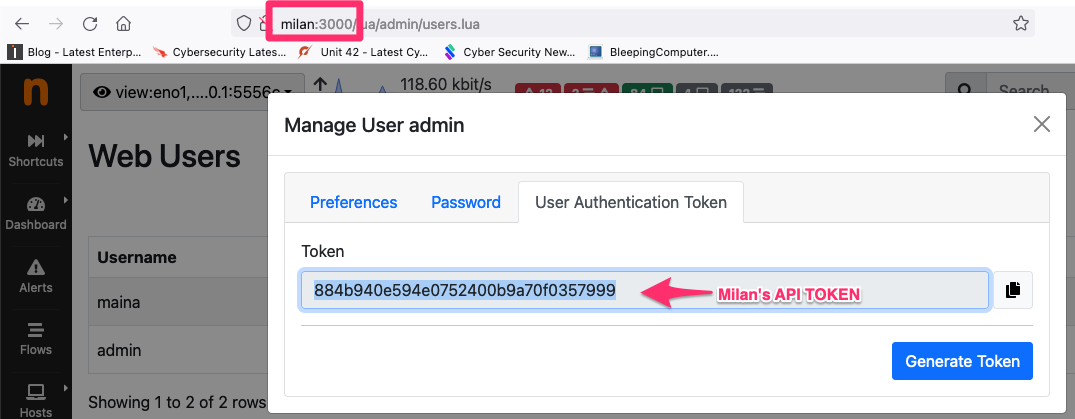 milan:3000/lua/admin/users.lua
Blog - Latest Enterp... Cybersecurity Lates... Unit 42 - Latest Cy... Cyber Security New... BleepingComputer....
view:eno1,....0.1:5556c
118.60 kbit/s
Search
Manage User admin
Shortcuts
Web Users
Preferences Password User Authentication Token
Dashboard
Token
Username
884b940e594e0752400b9a70f0357999
Milan's API TOKEN
Alerts
maina
Flows
admin
Generate Token
Hosts
Showing 1 to 2 of 2 rows